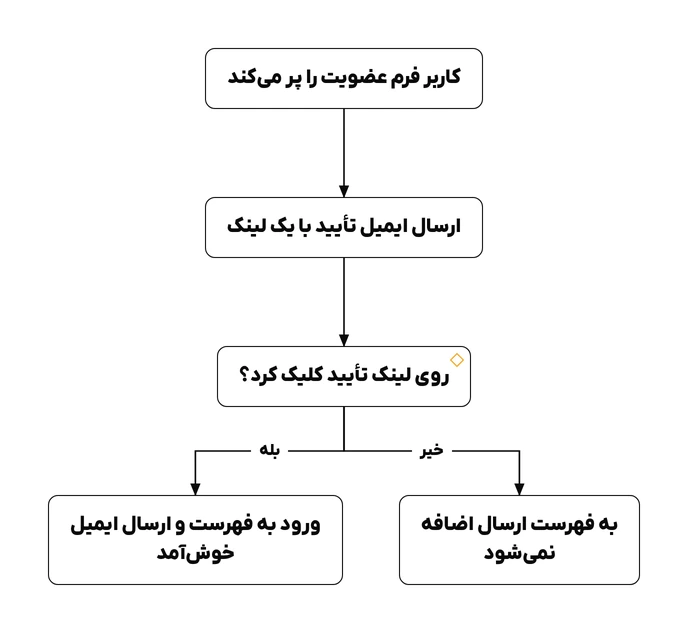 کاربر فرم عضویت را پر می‌کند
ارسال ایمیل تأیید با یک لینک
روی لینک تأیید کلیک کرد؟
خیر
بله
به فهرست ارسال اضافه
نمی‌شود
ورود به فهرست و ارسال ایمیل
خوش‌آمد